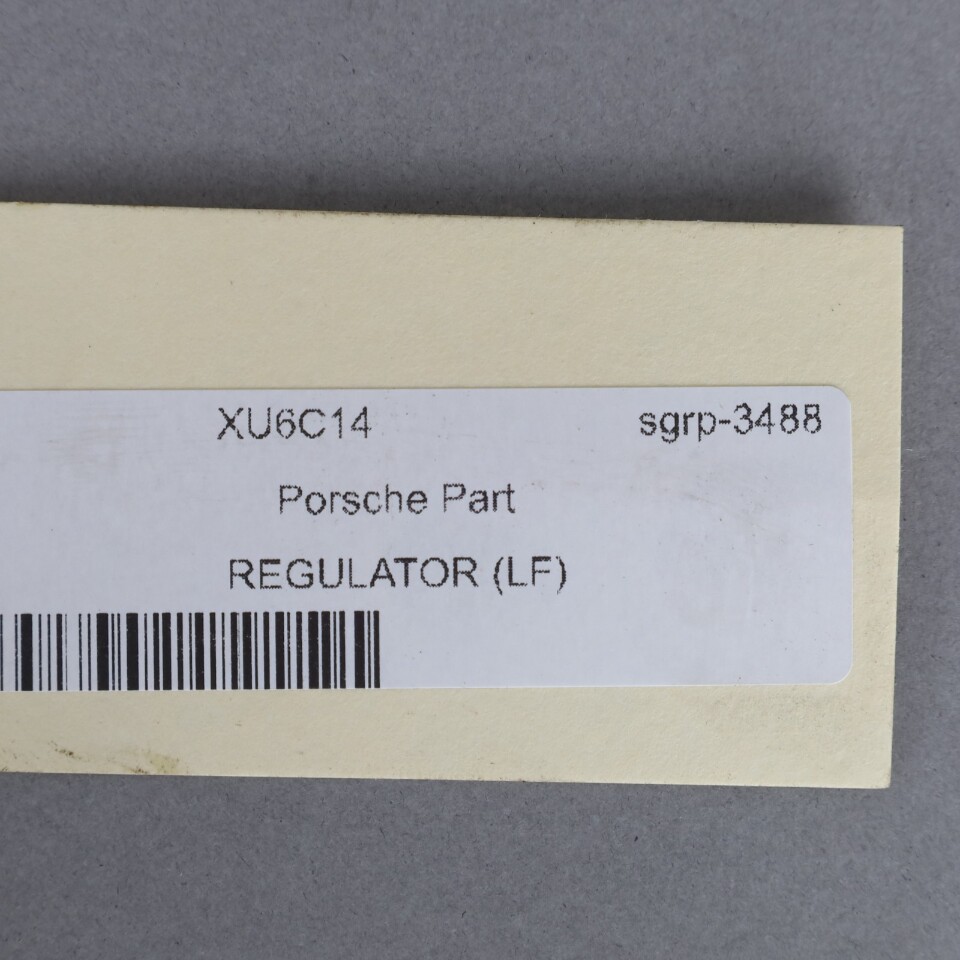 XU6C14 sgrp-3488
Porsche Part
REGULATOR (LF)